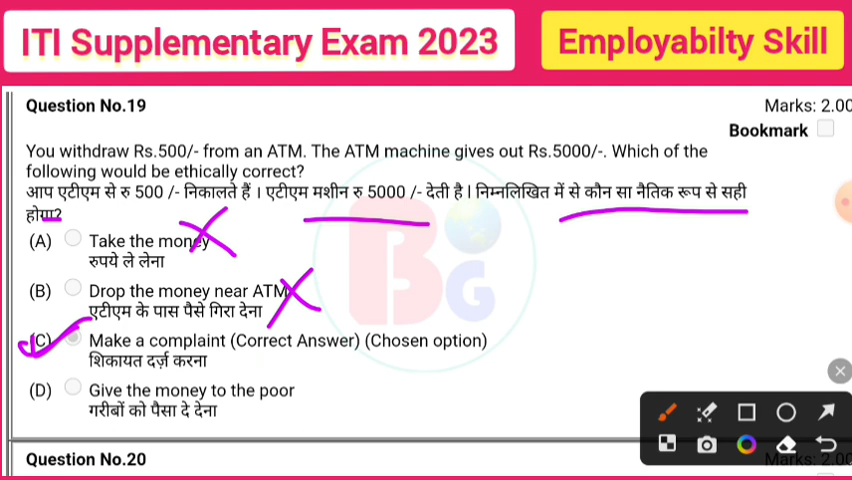 ITI Supplementary Exam 2023
Employabilty Skill
Question No.19
Marks: 2.00
Bookmark
You withdraw Rs.500/- from an ATM. The ATM machine gives out Rs.5000/-. Which of the
following would be ethically correct?
आप एटीएम से रु 500 /- निकालते हैं । एटीएम मशीन रु 5000 /- देती है । निम्नलिखित में से कौन सा नैतिक रूप से सही
होगा?
(A) Take the money
रुपये ले लेना
(B) Drop the money near ATM
एटीएम के पास पैसे गिरा देना
(C) Make a complaint (Correct Answer) (Chosen option)
शिकायत दर्ज़ करना
(D) Give the money to the poor
गरीबों को पैसा दे देना
BG
Question No.20
Marks: 2.00